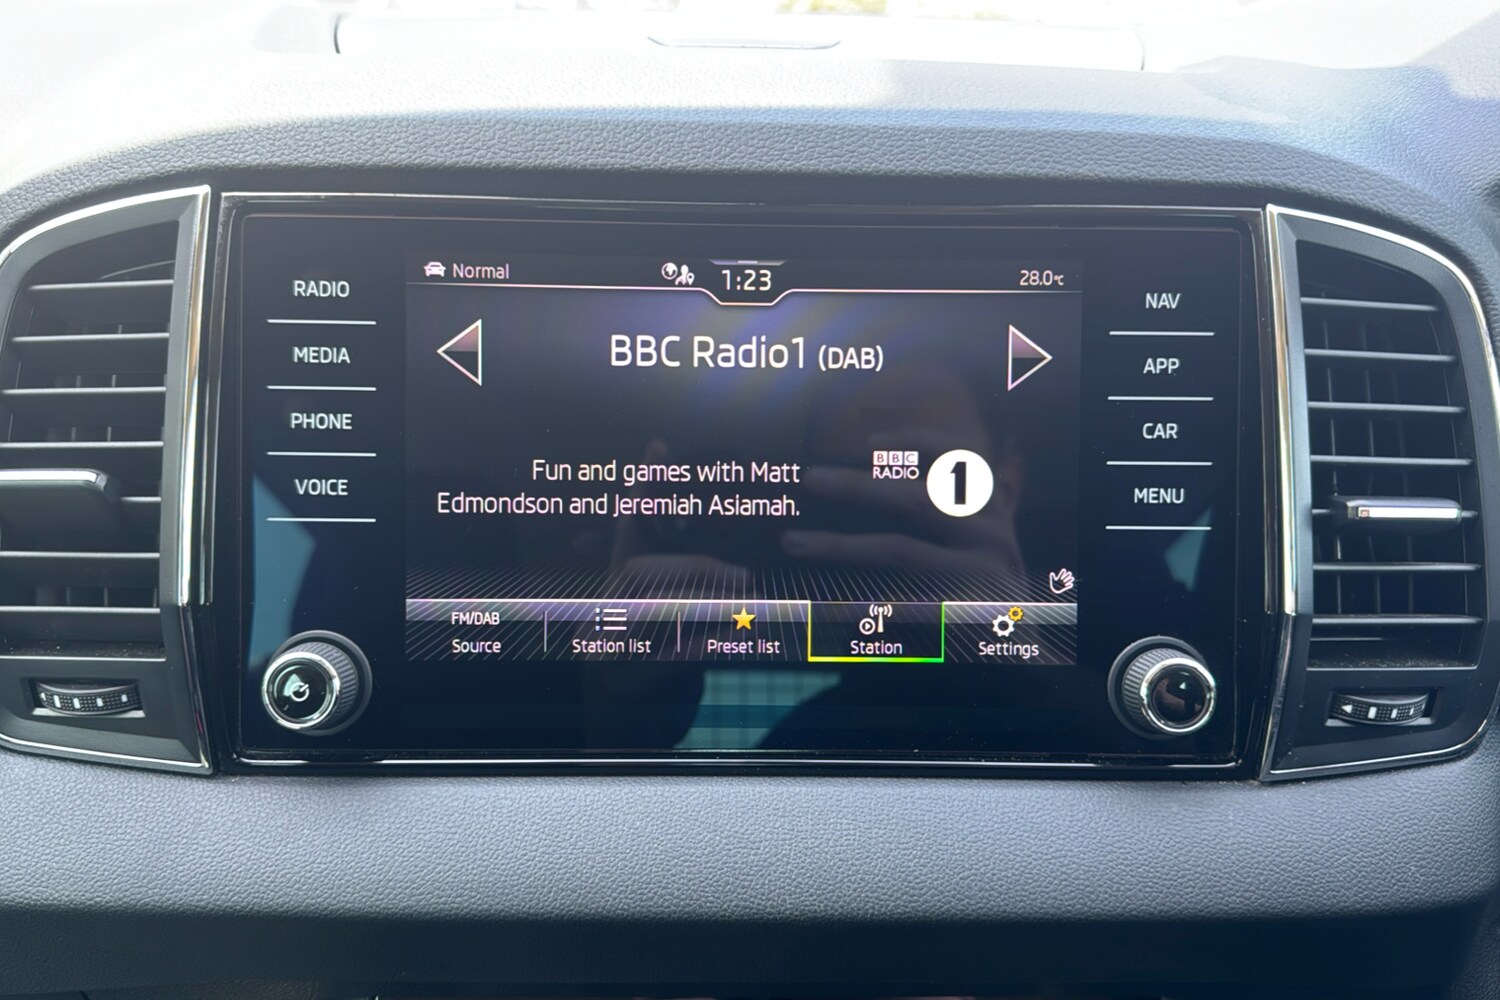 Normal
1:23
28.0°C
RADIO
MEDIA
PHONE
VOICE
BBC Radio1 (DAB)
Fun and games with Matt
Edmondson and Jeremiah Asiamah.
BBC
RADIO
1
NAV
APP
CAR
MENU
FM/DAB
Source
Station list
Preset list
Station
Settings